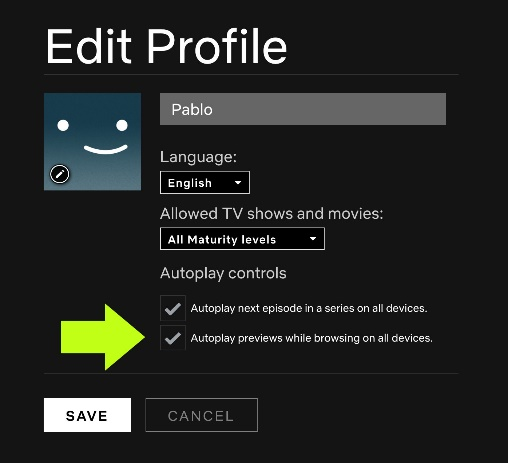 Edit Profile
Pablo
Language:
English
Allowed TV shows and movies:
All Maturity levels
Autoplay controls
Autoplay next episode in a series on all devices.
Autoplay previews while browsing on all devices.
SAVE
CANCEL